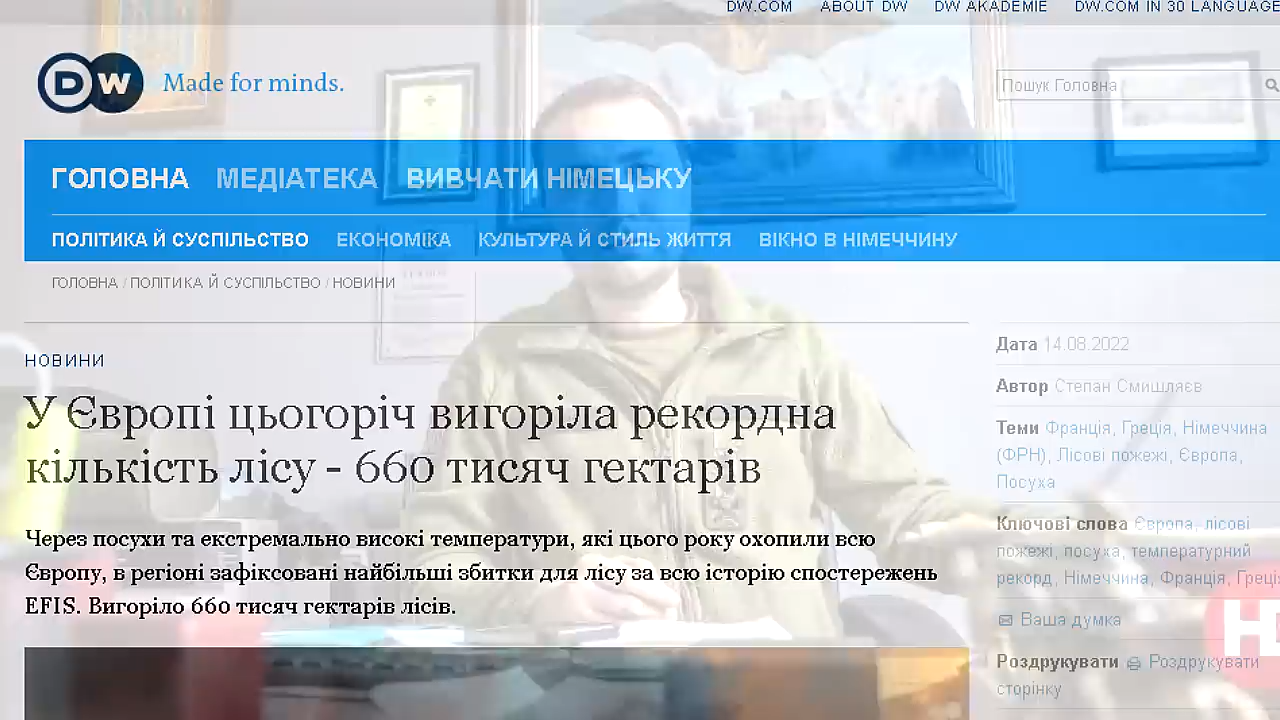 DW.COM ABOUT DW DW AKADEMIE DW.COM IN 30 LANGUAGE
DW Made for minds.
Пошук Головна
ГОЛОВНА МЕДІАТЕКА ВИВЧАТИ НІМЕЦЬКУ
ПОЛІТИКА Й СУСПІЛЬСТВО ЕКОНОМІКА КУЛЬТУРА Й СТИЛЬ ЖИТТЯ ВІКНО В НІМЕЧЧИНУ
ГОЛОВНА / ПОЛІТИКА Й СУСПІЛЬСТВО / НОВИНИ
НОВИНИ
У Європі цьогоріч вигоріла рекордна
кількість лісу - 660 тисяч гектарів
Через посухи та екстремально високі температури, які цього року охопили всю
Європу, в регіоні зафіксовані найбільші збитки для лісу за всю історію спостережень
EFIS. Вигоріло 660 тисяч гектарів лісів.
Дата 14.08.2022
Автор Степан Смишляєв
Теми Франція, Греція, Німеччина
(ФРН), Лісові пожежі, Європа,
Посуха
Ключові слова Європа, лісові
пожежі, посуха, температурний
рекорд, Німеччина, Франція, Греці
Ваша думка
Роздрукувати Роздрукувати
сторінку